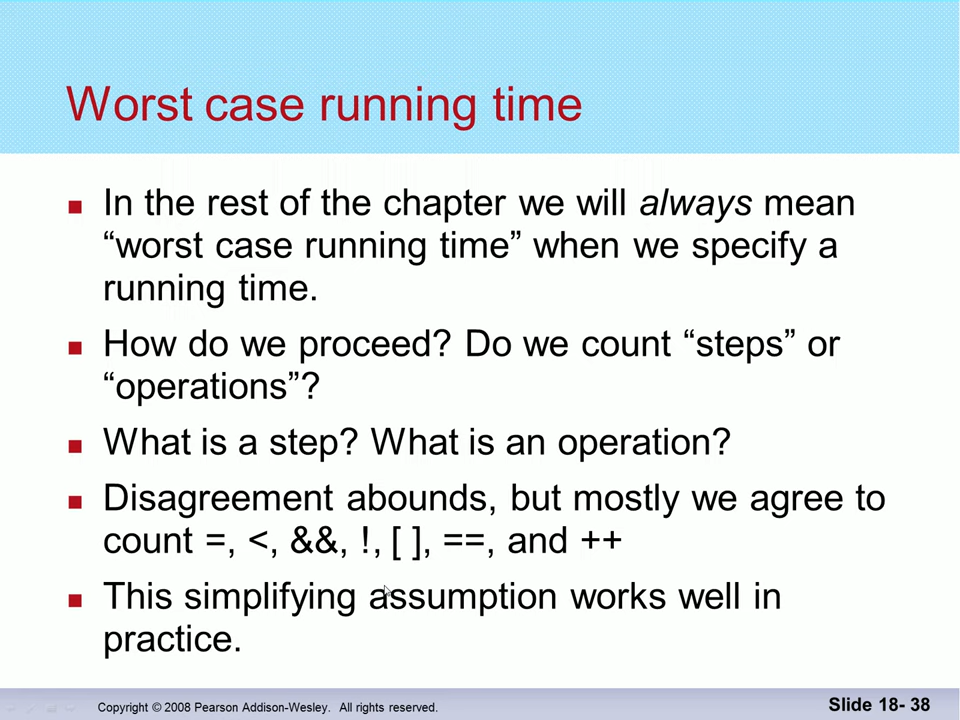 Worst case running time
In the rest of the chapter we will always mean
“worst case running time” when we specify a
running time.
How do we proceed? Do we count “steps” or
“operations”?
What is a step? What is an operation?
Disagreement abounds, but mostly we agree to
count =, <, &&, !, [ ], ==, and ++
This simplifying assumption works well in
practice.
Copyright © 2008 Pearson Addison-Wesley. All rights reserved.
Slide 18- 38